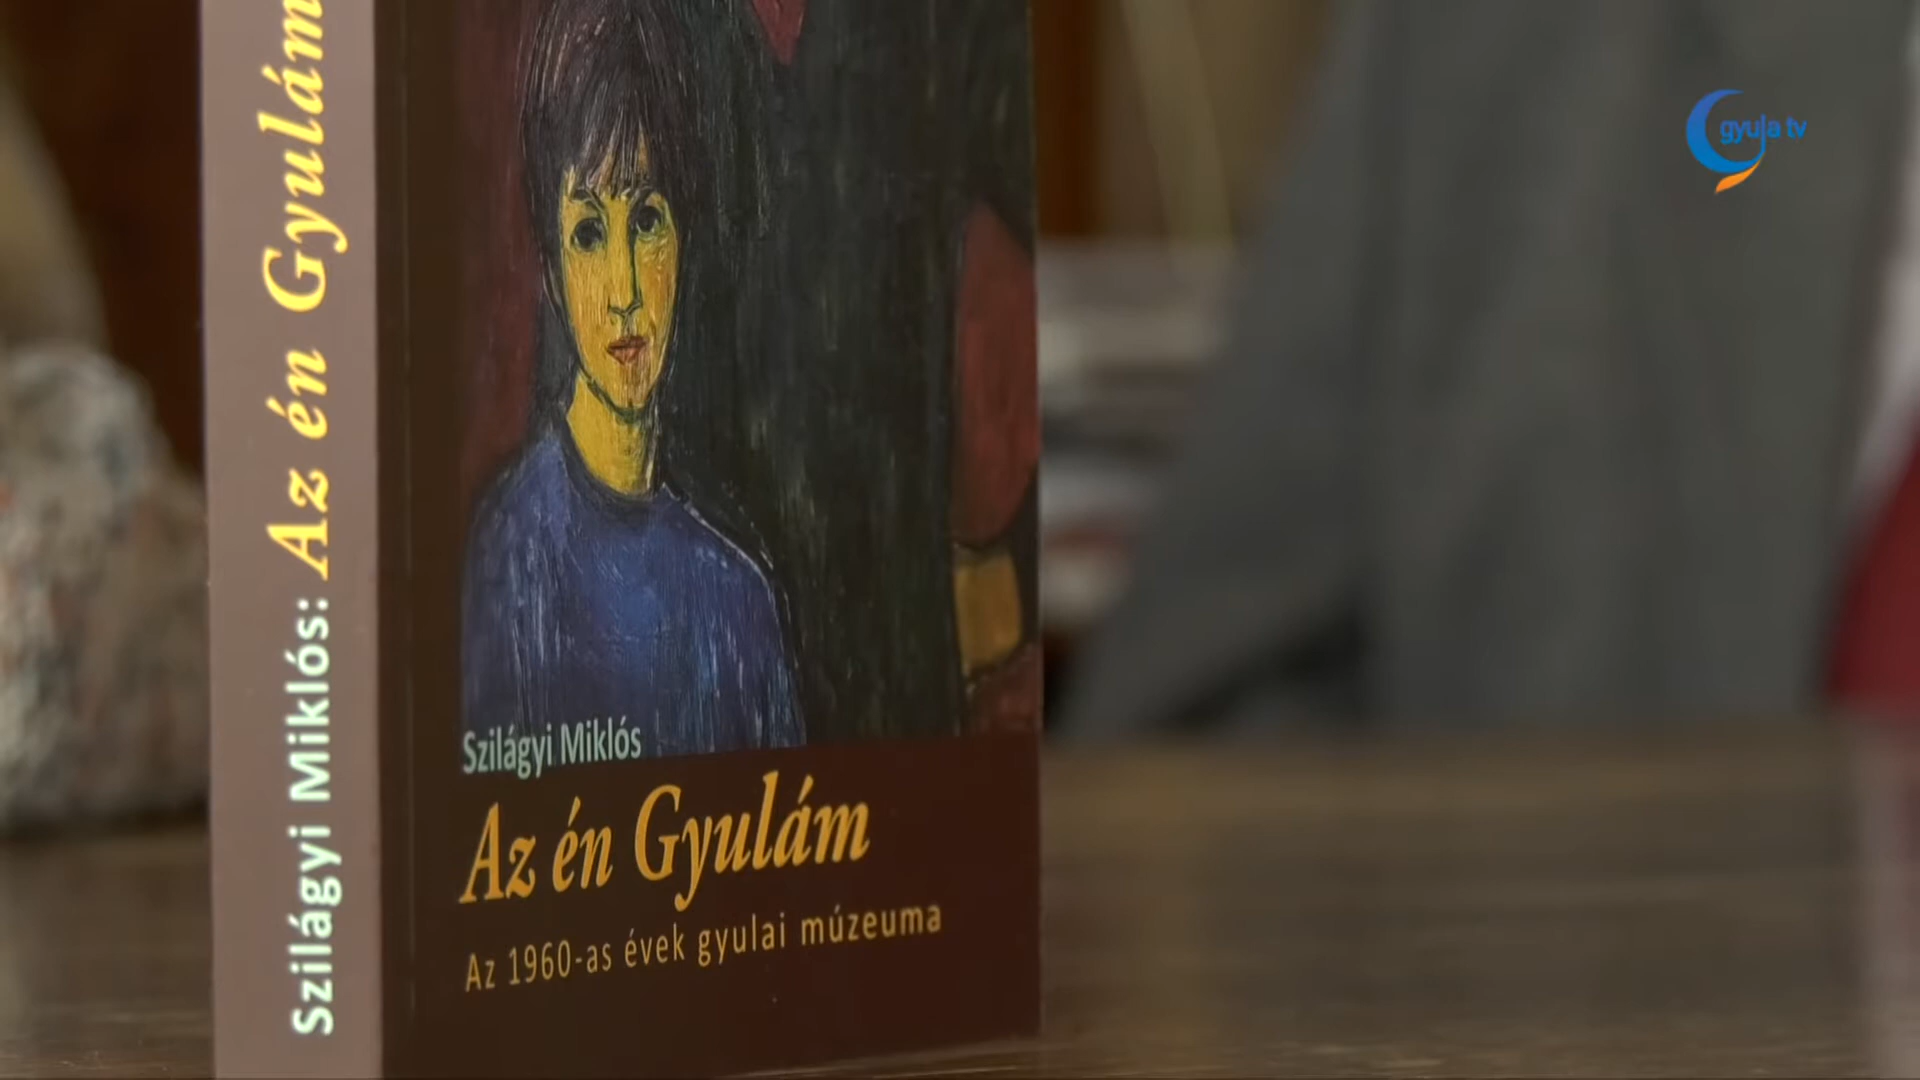 Szilágyi Miklós: Az én Gyulám
gyula tv
Szilágyi Miklós
Az én Gyulám
Az 1960-as évek gyulai múzeuma